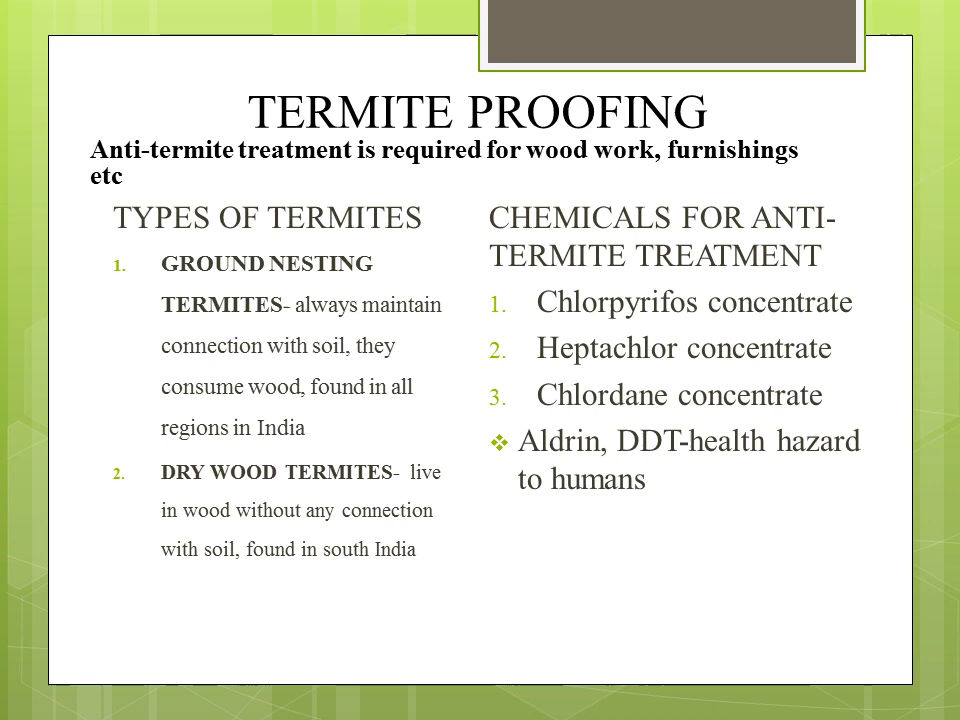 TERMITE PROOFING
Anti-termite treatment is required for wood work, furnishings
etc
TYPES OF TERMITES
1. GROUND NESTING
TERMITES- always maintain
connection with soil, they
consume wood, found in all
regions in India
2. DRY WOOD TERMITES- live
in wood without any connection
with soil, found in south India
CHEMICALS FOR ANTI-
TERMITE TREATMENT
1. Chlorpyrifos concentrate
2. Heptachlor concentrate
3. Chlordane concentrate
❖ Aldrin, DDT-health hazard
to humans